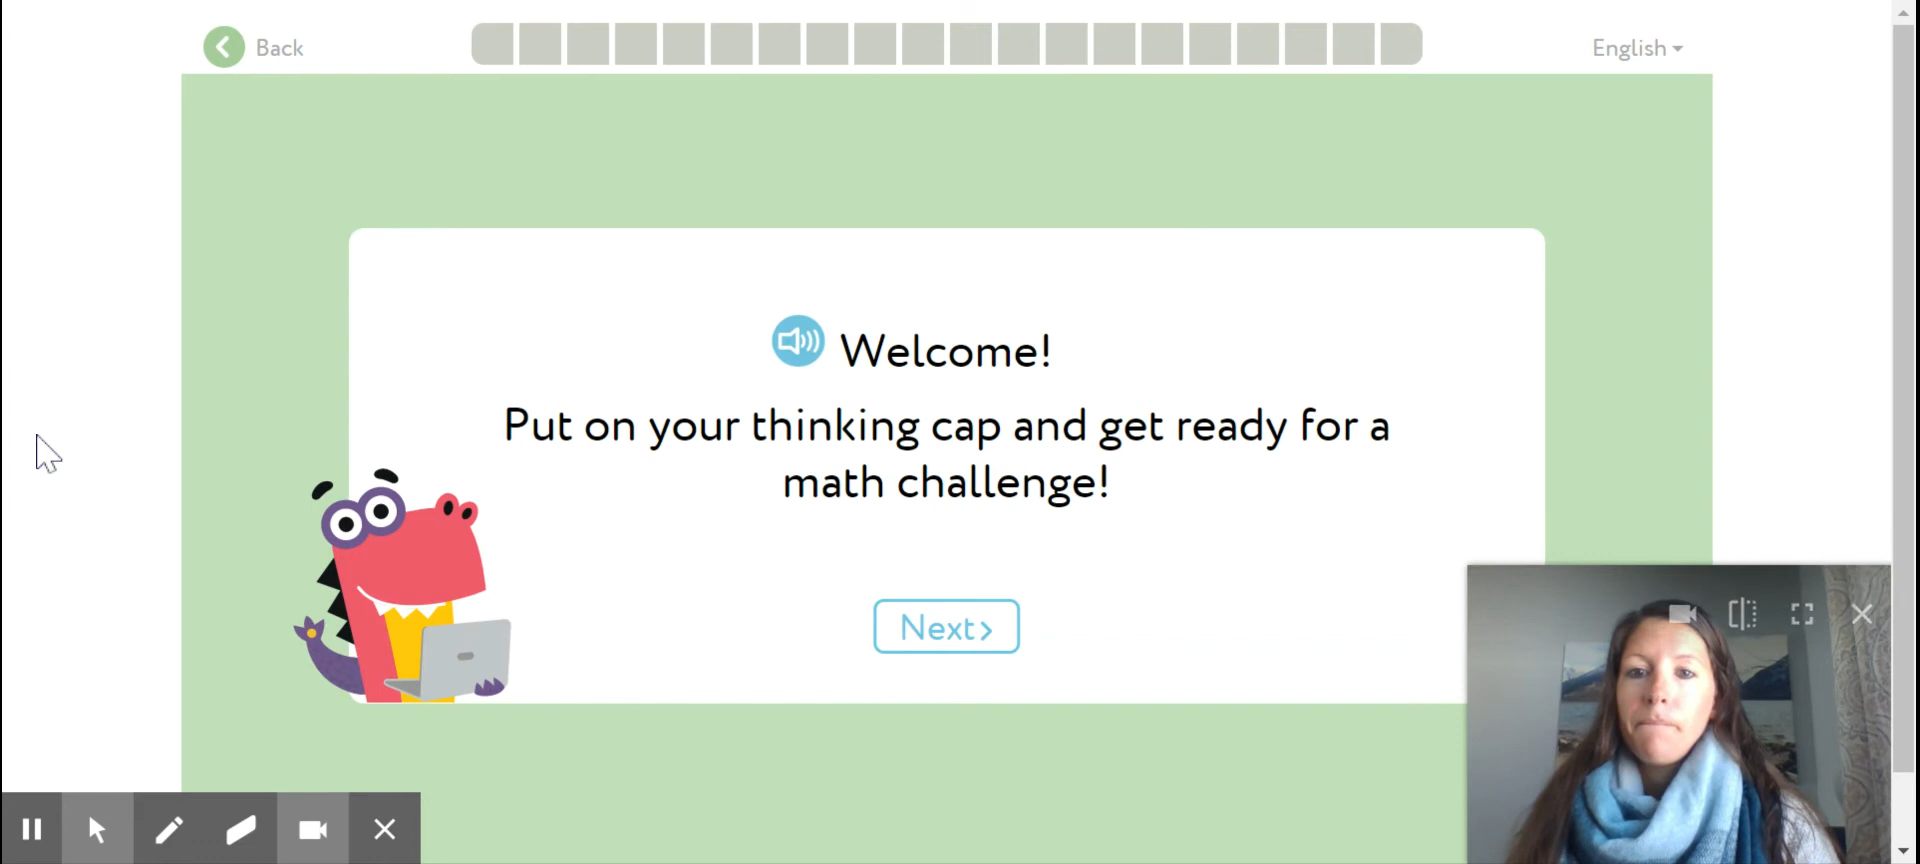 Back
English
Welcome!
Put on your thinking cap and get ready for a
math challenge!
Next